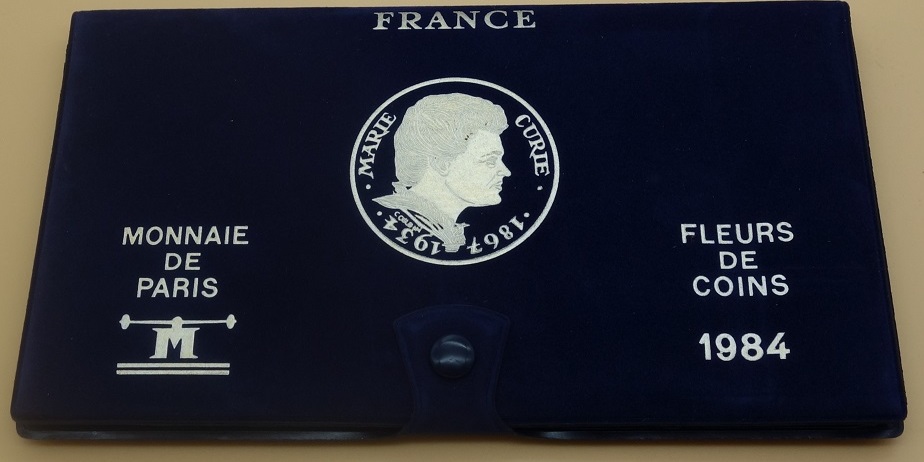 FRANCE
MARIE CURIE
1867 1934
MONNAIE
DE
PARIS
M
FLEURS
DE
COINS
1984